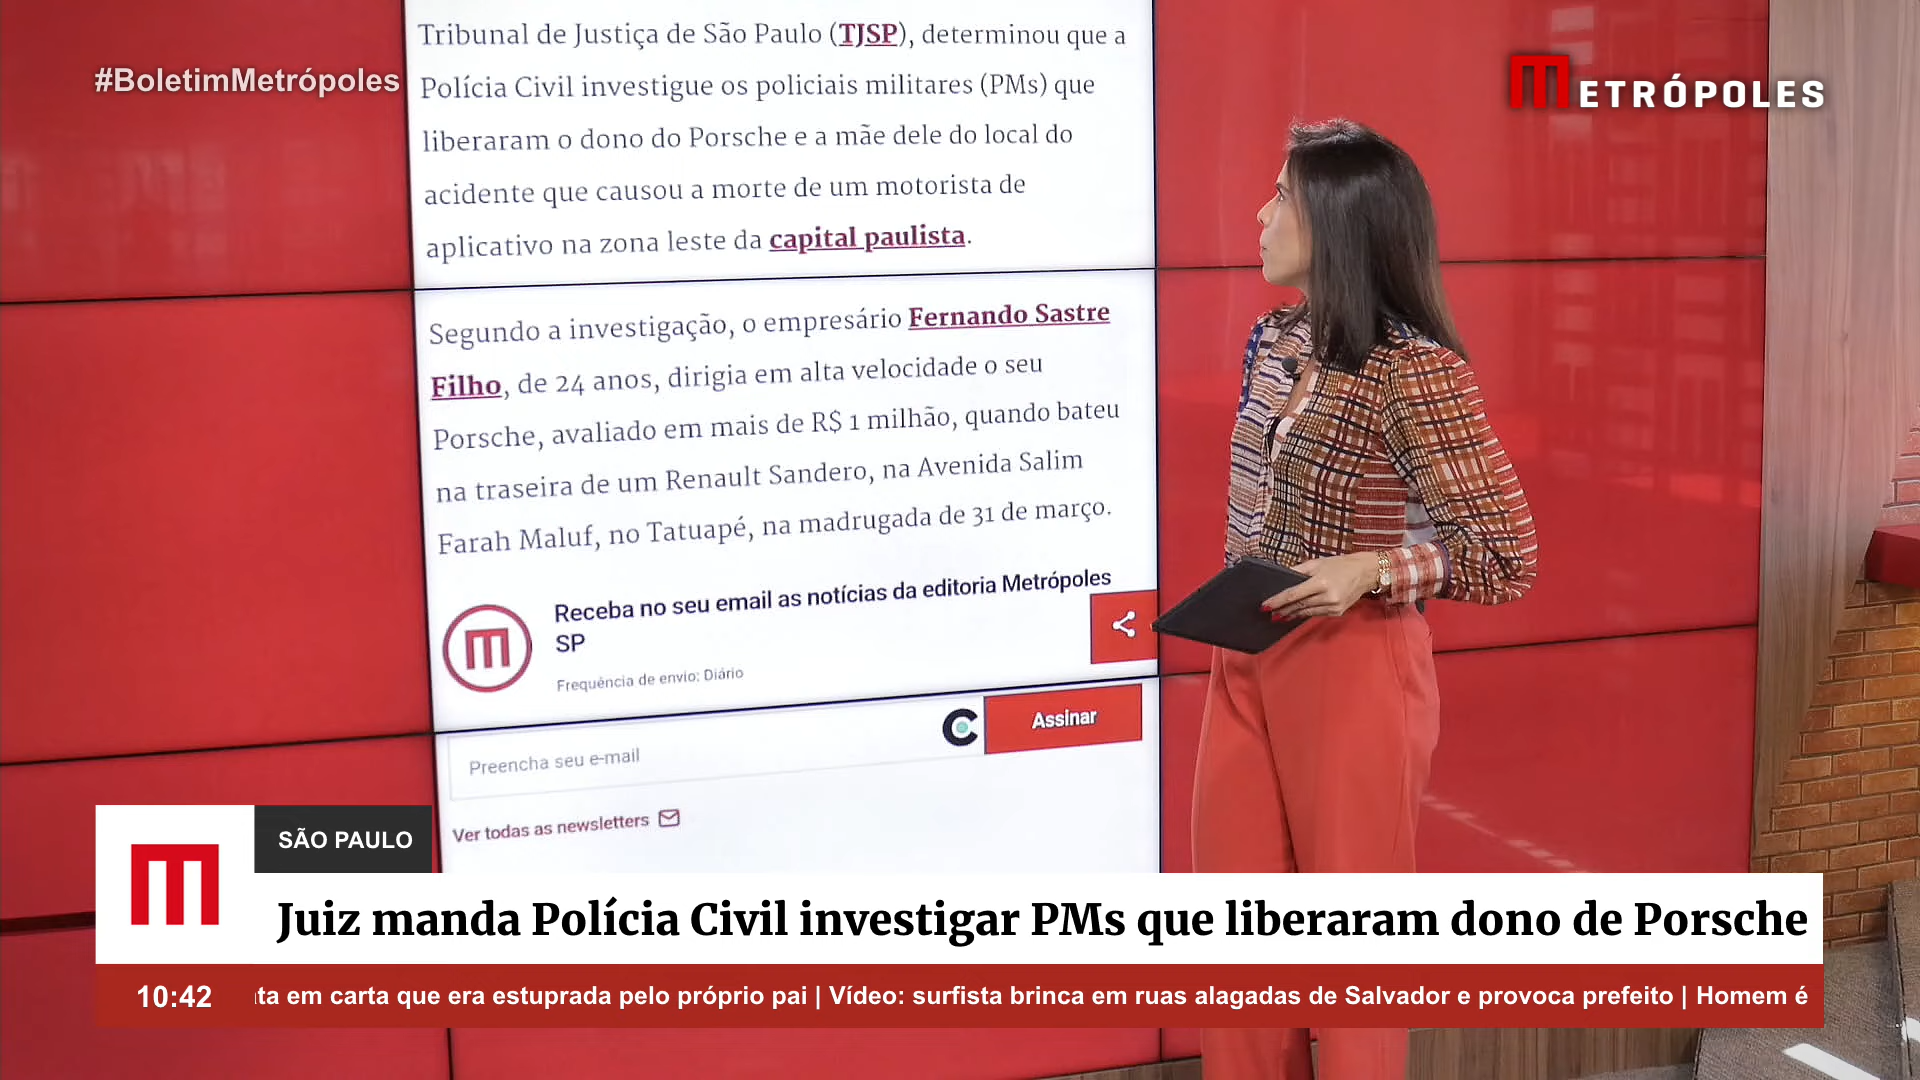 #BoletimMetrópoles
METRÓPOLES
Tribunal de Justiça de São Paulo (TJSP), determinou que a
Polícia Civil investigue os policiais militares (PMs) que
liberaram o dono do Porsche e a mãe dele do local do
acidente que causou a morte de um motorista de
aplicativo na zona leste da capital paulista.
Segundo a investigação, o empresário Fernando Sastre
Filho, de 24 anos, dirigia em alta velocidade o seu
Porsche, avaliado em mais de R$ 1 milhão, quando bateu
na traseira de um Renault Sandero, na Avenida Salim
Farah Maluf, no Tatuapé, na madrugada de 31 de março.
Receba no seu email as notícias da editoria Metrópoles
SP
Frequência de envio: Diário
Preencha seu e-mail
Assinar
Ver todas as newsletters
SÃO PAULO
Juiz manda Polícia Civil investigar PMs que liberaram dono de Porsche
10:42
em carta que era estuprada pelo próprio pai | Vídeo: surfista brinca em ruas alagadas de Salvador e provoca prefeito | Homem é